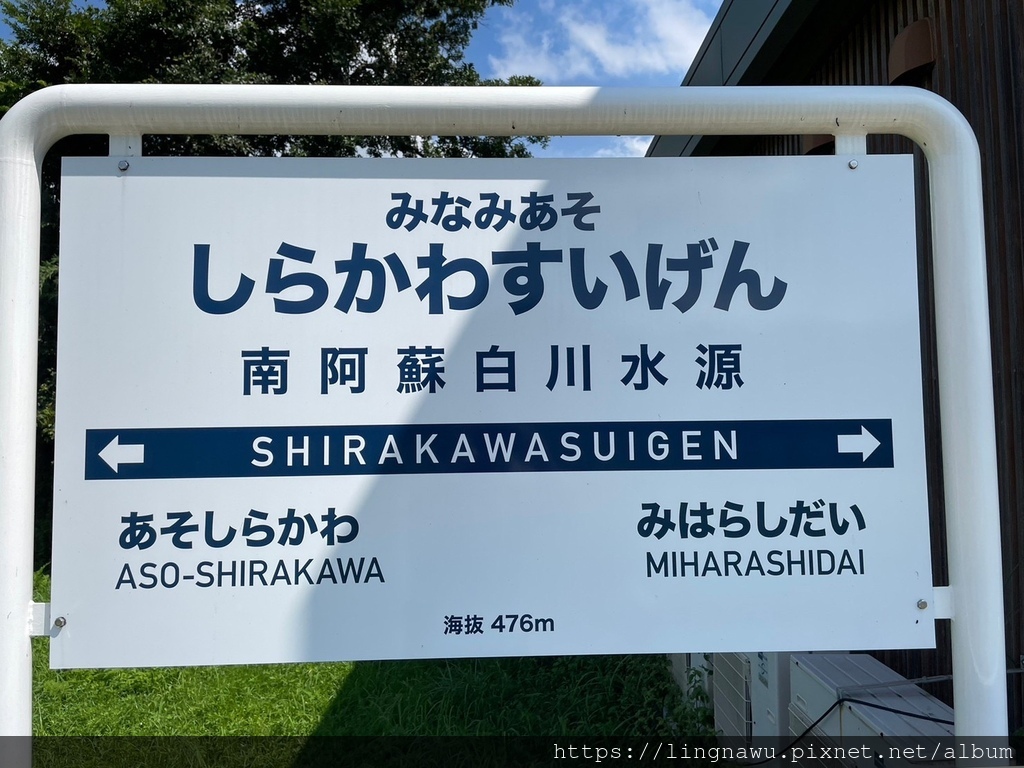 みなみあそ
しらかわすいげん
南阿蘇白川水源
SHIRAKAWASUIGEN
あそしらかわ みはらしだい
ASO-SHIRAKAWA MIHARASHIDAI
海抜 476m
https://lingnawu.pixnet.net/album